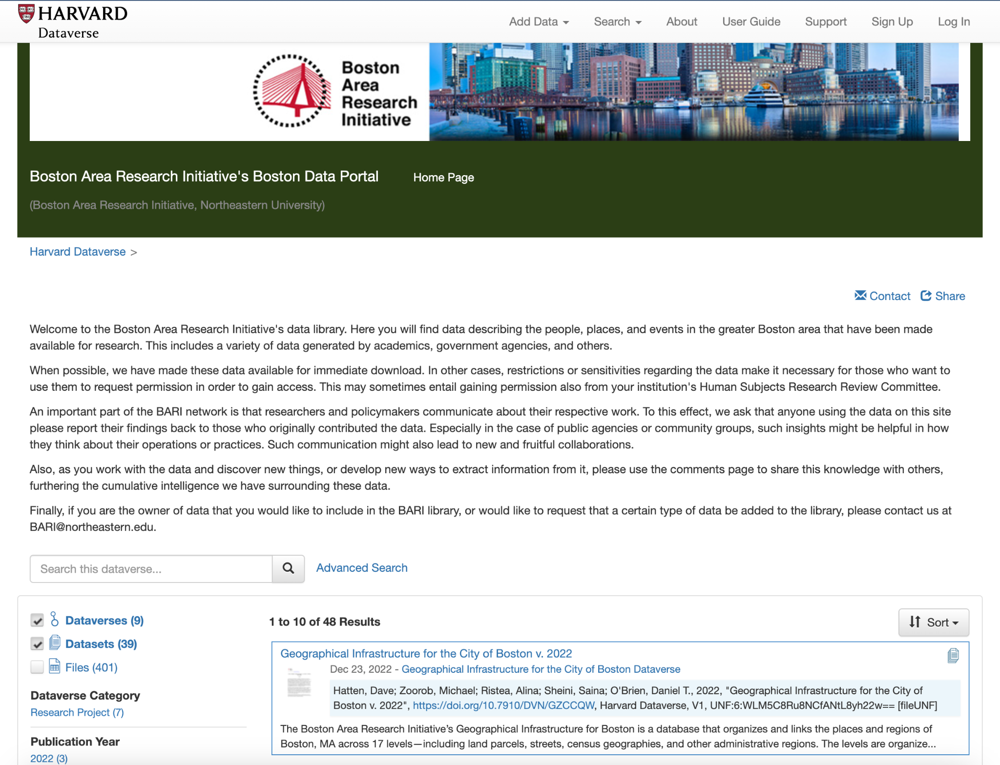 HARVARD
Dataverse
Add Data
Search
About
User Guide
Support
Sign Up
Log In
Boston
Area
Research
Initiative
Boston Area Research Initiative's Boston Data Portal
Home Page
(Boston Area Research Initiative, Northeastern University)
Harvard Dataverse >
Contact
Share
Welcome to the Boston Area Research Initiative's data library. Here you will find data describing the people, places, and events in the greater Boston area that have been made
available for research. This includes a variety of data generated by academics, government agencies, and others.
When possible, we have made these data available for immediate download. In other cases, restrictions or sensitivities regarding the data make it necessary for those who want to
use them to request permission in order to gain access. This may sometimes entail gaining permission also from your institution's Human Subjects Research Review Committee.
An important part of the BARI network is that researchers and policymakers communicate about their respective work. To this effect, we ask that anyone using the data on this site
please report their findings back to those who originally contributed the data. Especially in the case of public agencies or community groups, such insights might be helpful in how
they think about their operations or practices. Such communication might also lead to new and fruitful collaborations.
Also, as you work with the data and discover new things, or develop new ways to extract information from it, please use the comments page to share this knowledge with others,
furthering the cumulative intelligence we have surrounding these data.
Finally, if you are the owner of data that you would like to include in the BARI library, or would like to request that a certain type of data be added to the library, please contact us at
BARI@northeastern.edu.
Search this dataverse...
Advanced Search
Dataverses (9)
Datasets (39)
Files (401)
Dataverse Category
Research Project (7)
Publication Year
2022 (3)
1 to 10 of 48 Results
Sort
Geographical Infrastructure for the City of Boston v. 2022
Dec 23, 2022 - Geographical Infrastructure for the City of Boston Dataverse
Hatten, Dave; Zoorob, Michael; Ristea, Alina; Sheini, Saina; O'Brien, Daniel T., 2022, "Geographical Infrastructure for the City of
Boston v. 2022", https://doi.org/10.7910/DVN/GZCCQW, Harvard Dataverse, V1, UNF:6:WLM5C8Ru8NCfANtL8yh22w== [fileUNF]
The Boston Area Research Initiative’s Geographical Infrastructure for Boston is a database that organizes and links the places and regions of
Boston, MA across 17 levels—including land parcels, streets, census geographies, and other administrative regions. The levels are organize...